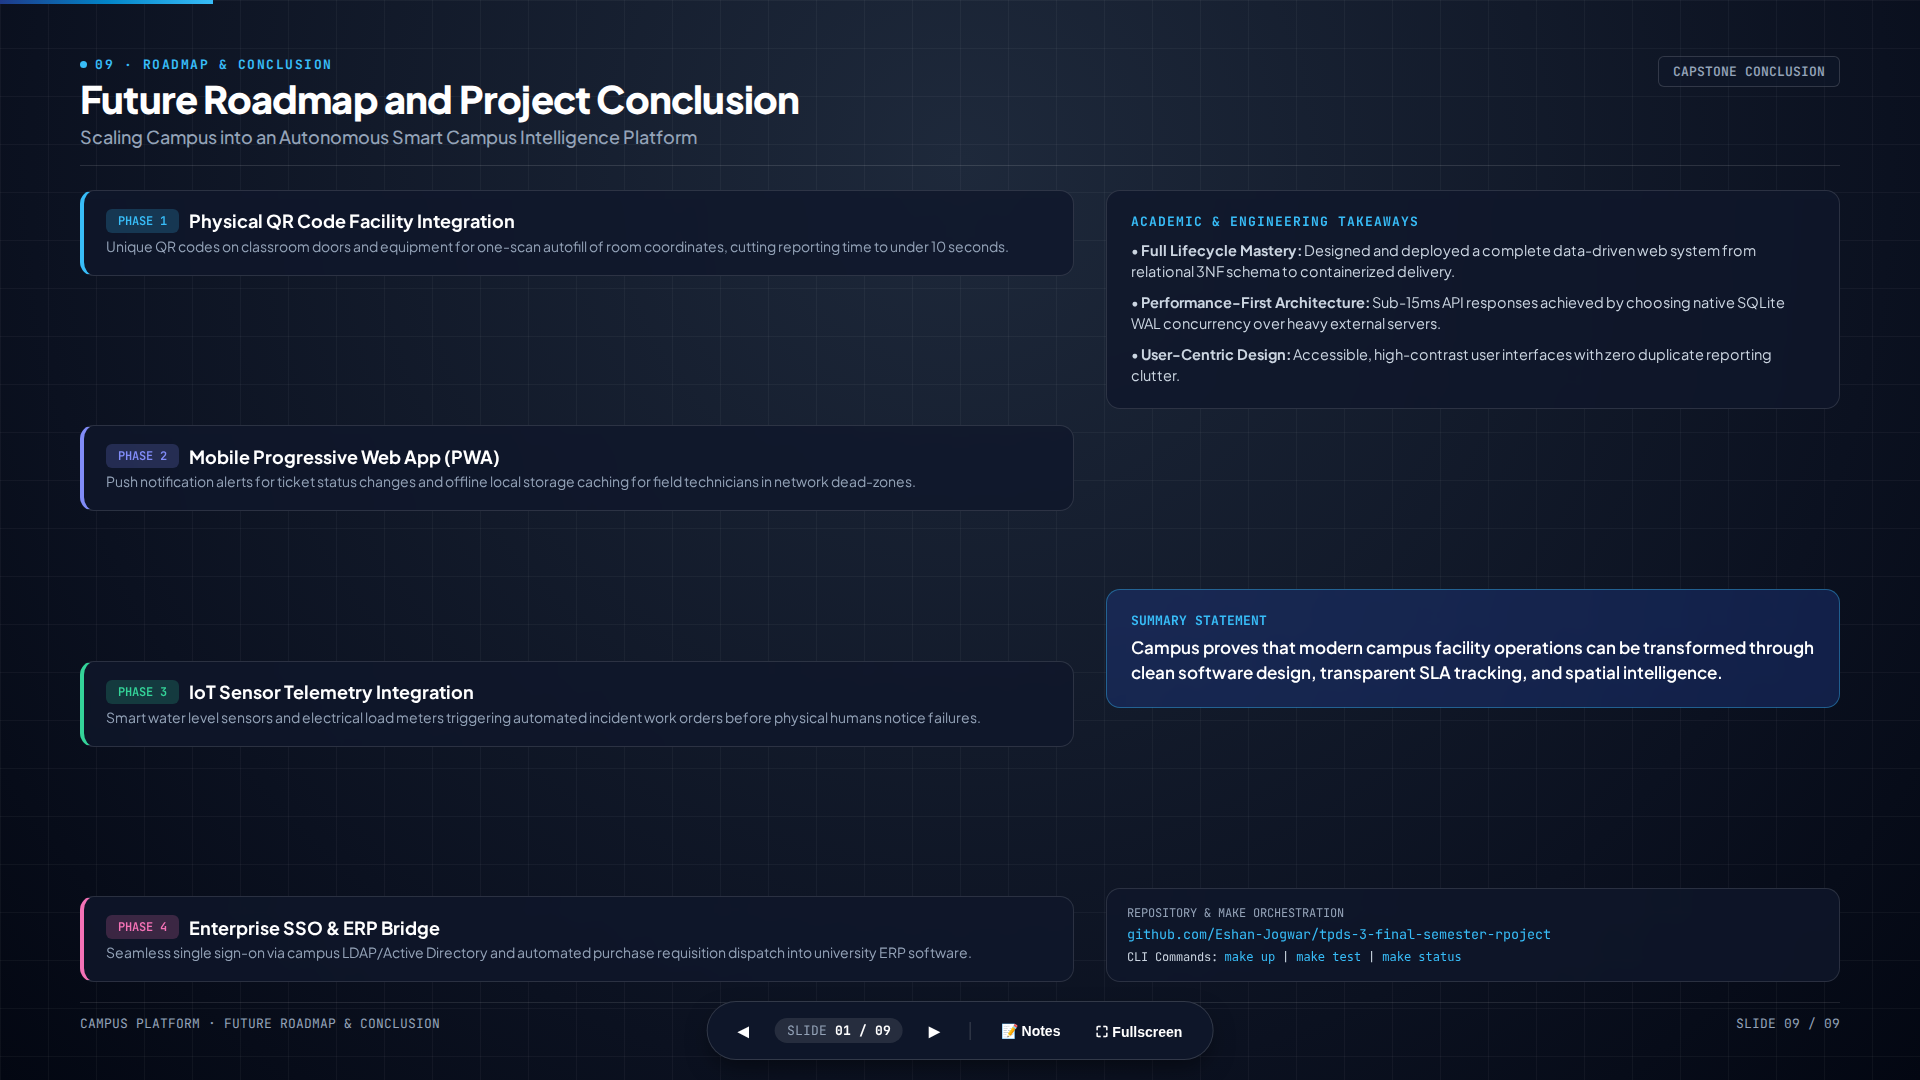 09 · ROADMAP & CONCLUSION
Future Roadmap and Project Conclusion
Scaling Campus into an Autonomous Smart Campus Intelligence Platform
CAPSTONE CONCLUSION
PHASE 1 Physical QR Code Facility Integration
Unique QR codes on classroom doors and equipment for one-scan autofill of room coordinates, cutting reporting time to under 10 seconds.
PHASE 2 Mobile Progressive Web App (PWA)
Push notification alerts for ticket status changes and offline local storage caching for field technicians in network dead-zones.
PHASE 3 IoT Sensor Telemetry Integration
Smart water level sensors and electrical load meters triggering automated incident work orders before physical humans notice failures.
PHASE 4 Enterprise SSO & ERP Bridge
Seamless single sign-on via campus LDAP/Active Directory and automated purchase requisition dispatch into university ERP software.
ACADEMIC & ENGINEERING TAKEAWAYS
• Full Lifecycle Mastery: Designed and deployed a complete data-driven web system from
relational 3NF schema to containerized delivery.
• Performance-First Architecture: Sub-15ms API responses achieved by choosing native SQLite
WAL concurrency over heavy external servers.
• User-Centric Design: Accessible, high-contrast user interfaces with zero duplicate reporting
clutter.
SUMMARY STATEMENT
Campus proves that modern campus facility operations can be transformed through
clean software design, transparent SLA tracking, and spatial intelligence.
REPOSITORY & MAKE ORCHESTRATION
github.com/Eshan-Jogwar/tpds-3-final-semester-rpoject
CLI Commands: make up | make test | make status
CAMPUS PLATFORM · FUTURE ROADMAP & CONCLUSION
◀ SLIDE 01 / 09 ▶ 📝 Notes ⛶ Fullscreen
SLIDE 09 / 09